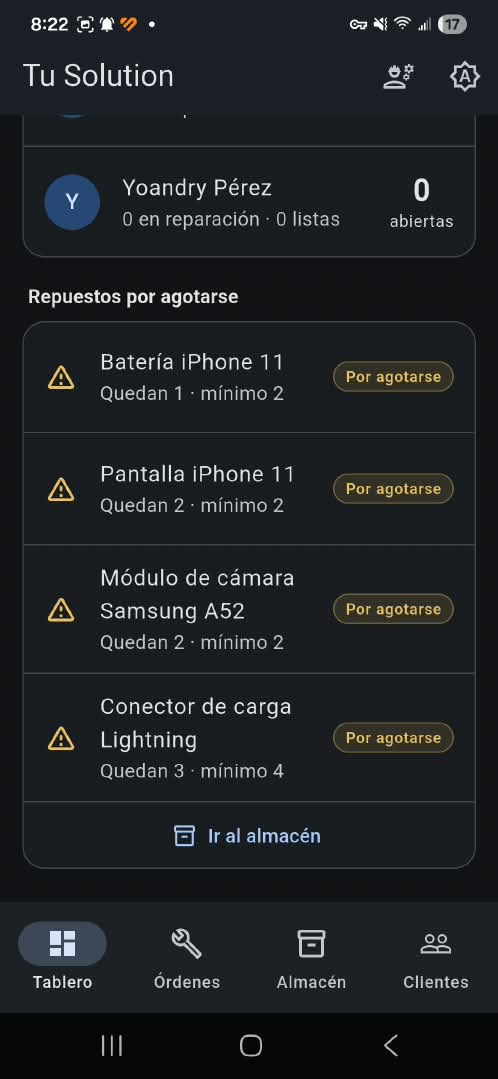 8:22
17
Tu Solution
A
Y
Yoandry Pérez
0 en reparación · 0 listas
0
abiertas
Repuestos por agotarse
Batería iPhone 11
Quedan 1 · mínimo 2
Por agotarse
Pantalla iPhone 11
Quedan 2 · mínimo 2
Por agotarse
Módulo de cámara
Samsung A52
Quedan 2 · mínimo 2
Por agotarse
Conector de carga
Lightning
Quedan 3 · mínimo 4
Por agotarse
Ir al almacén
Tablero
Órdenes
Almacén
Clientes